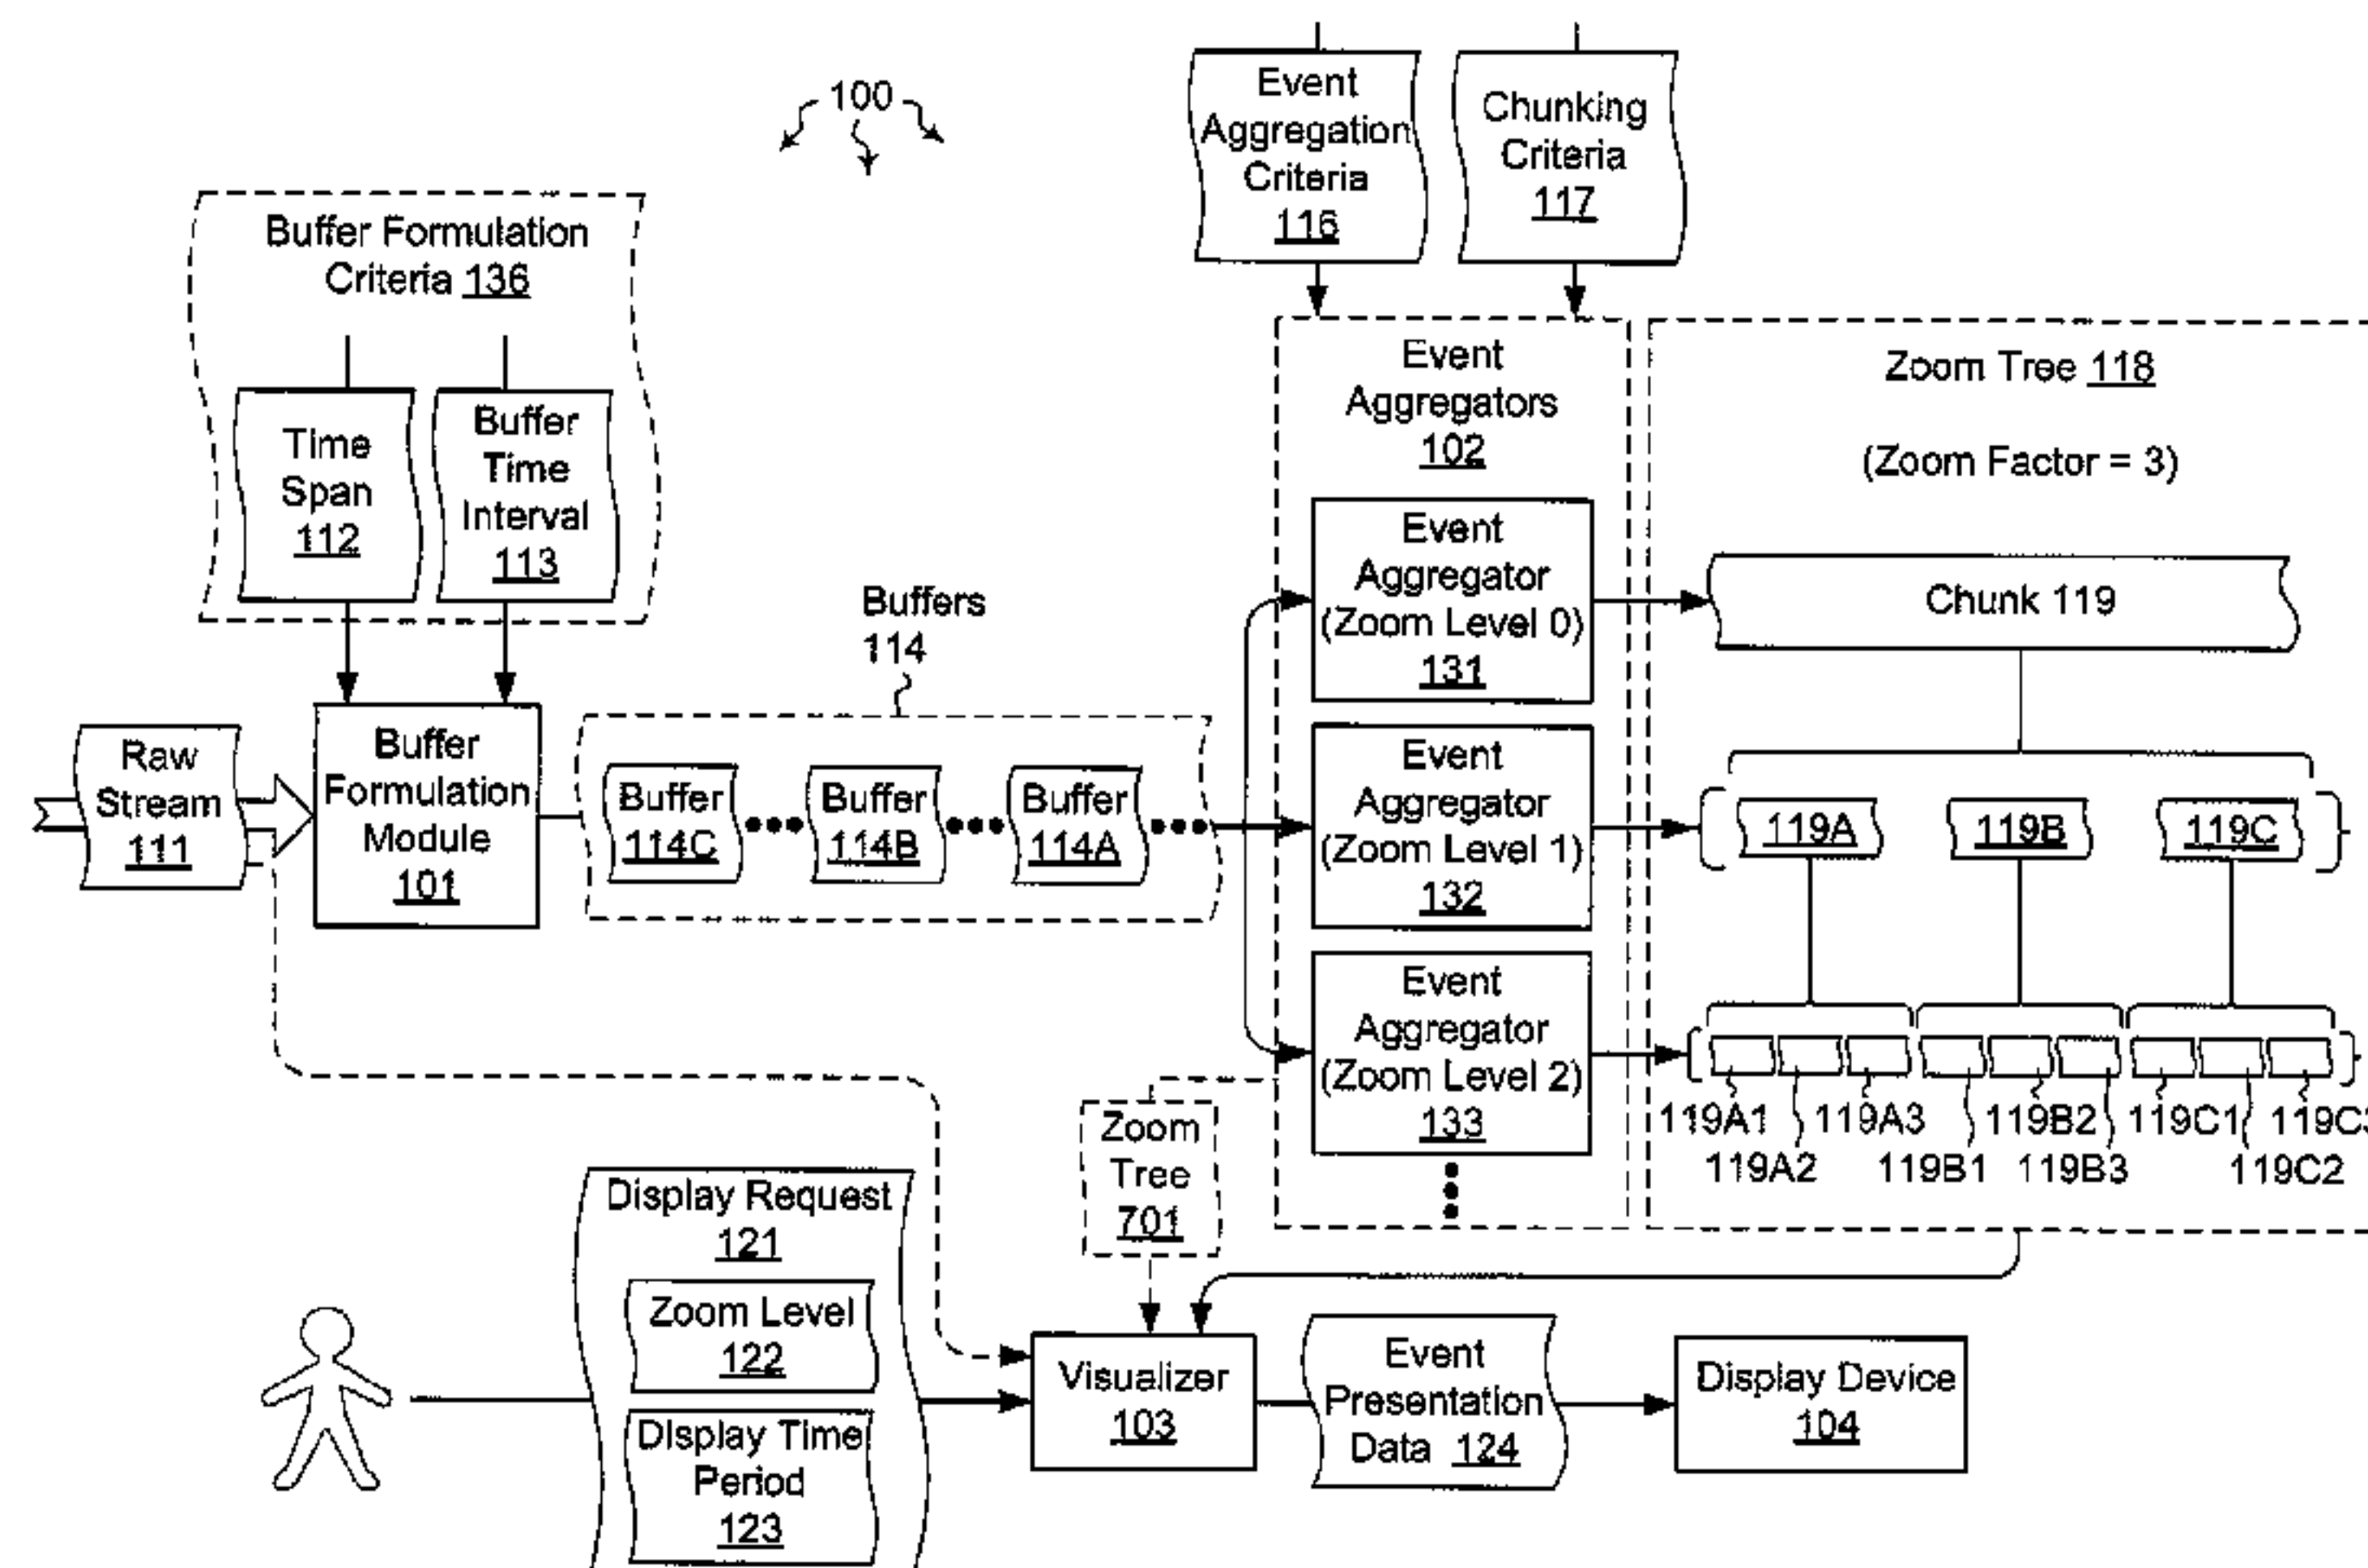 100
Event
Aggregation
Criteria
116
Chunking
Criteria
117
Buffer Formulation
Criteria 136
Time
Span
112
Buffer
Time
Interval
113
Event
Aggregators
102
Zoom Tree 118
(Zoom Factor = 3)
Event
Aggregator
(Zoom Level 0)
131
Chunk 119
Buffers
114
Raw
Stream
111
Buffer
Formulation
Module
101
Buffer
114C
Buffer
114B
Buffer
114A
Event
Aggregator
(Zoom Level 1)
132
119A
119B
119C
Event
Aggregator
(Zoom Level 2)
133
119A1 119A3 119B2 119C1
119A2 119B1 119B3 119C2
Zoom
Tree
701
Display Request
121
Zoom Level
122
Display Time
Period
123
Visualizer
103
Event
Presentation
Data 124
Display Device
104